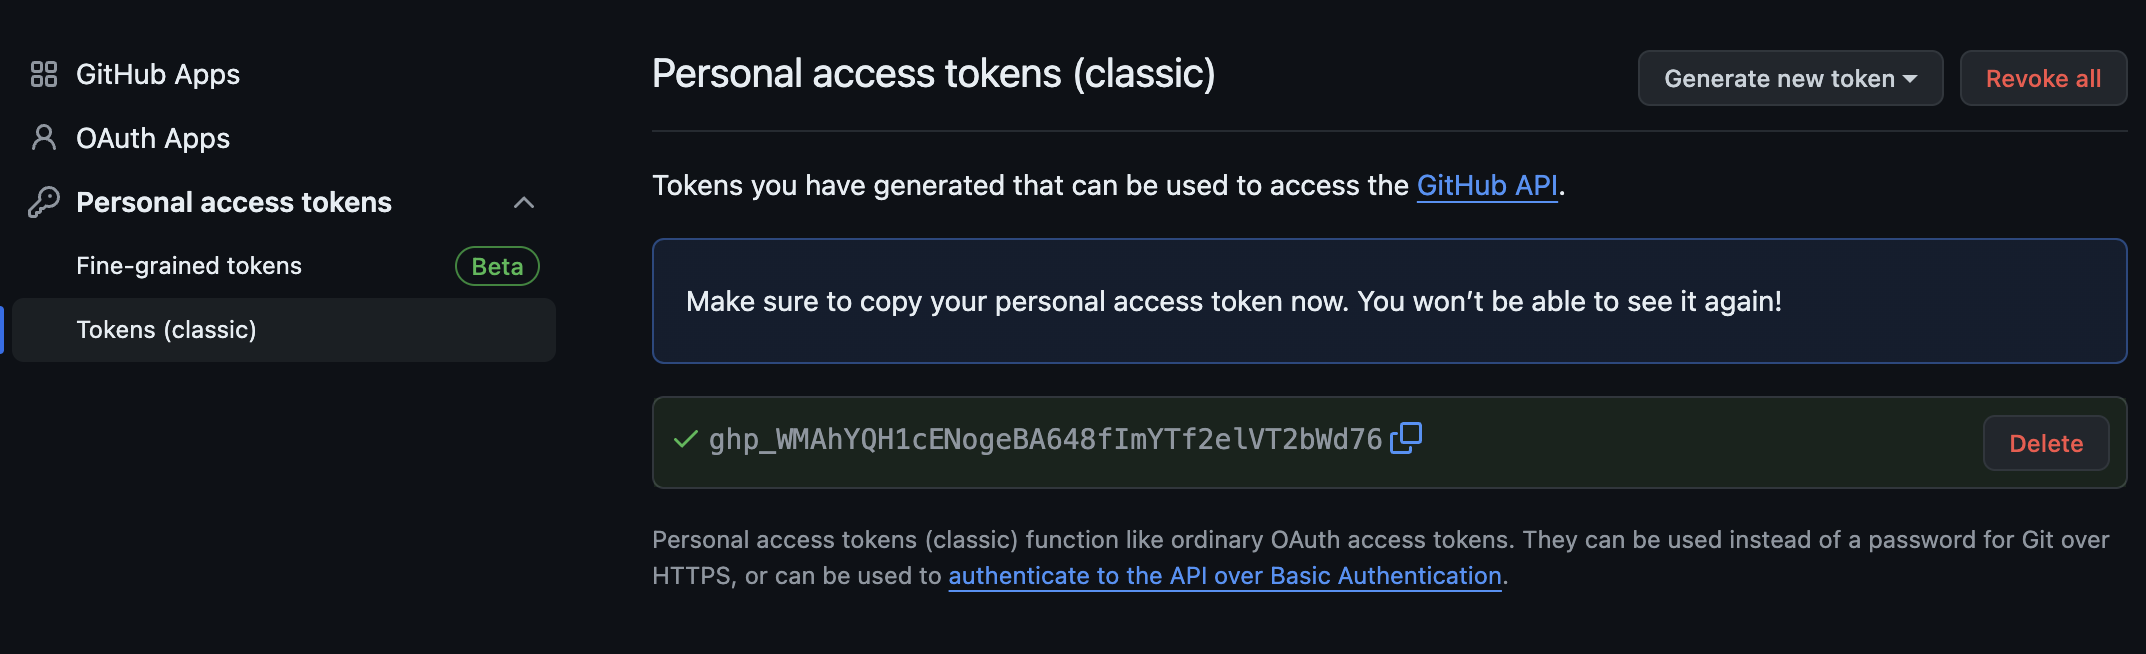 GitHub Apps
OAuth Apps
Personal access tokens
Fine-grained tokens
Beta
Tokens (classic)
Personal access tokens (classic)
Generate new token
Revoke all
Tokens you have generated that can be used to access the GitHub API.
Make sure to copy your personal access token now. You won’t be able to see it again!
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
Delete
Personal access tokens (classic) function like ordinary OAuth access tokens. They can be used instead of a password for Git over
HTTPS, or can be used to authenticate to the API over Basic Authentication.